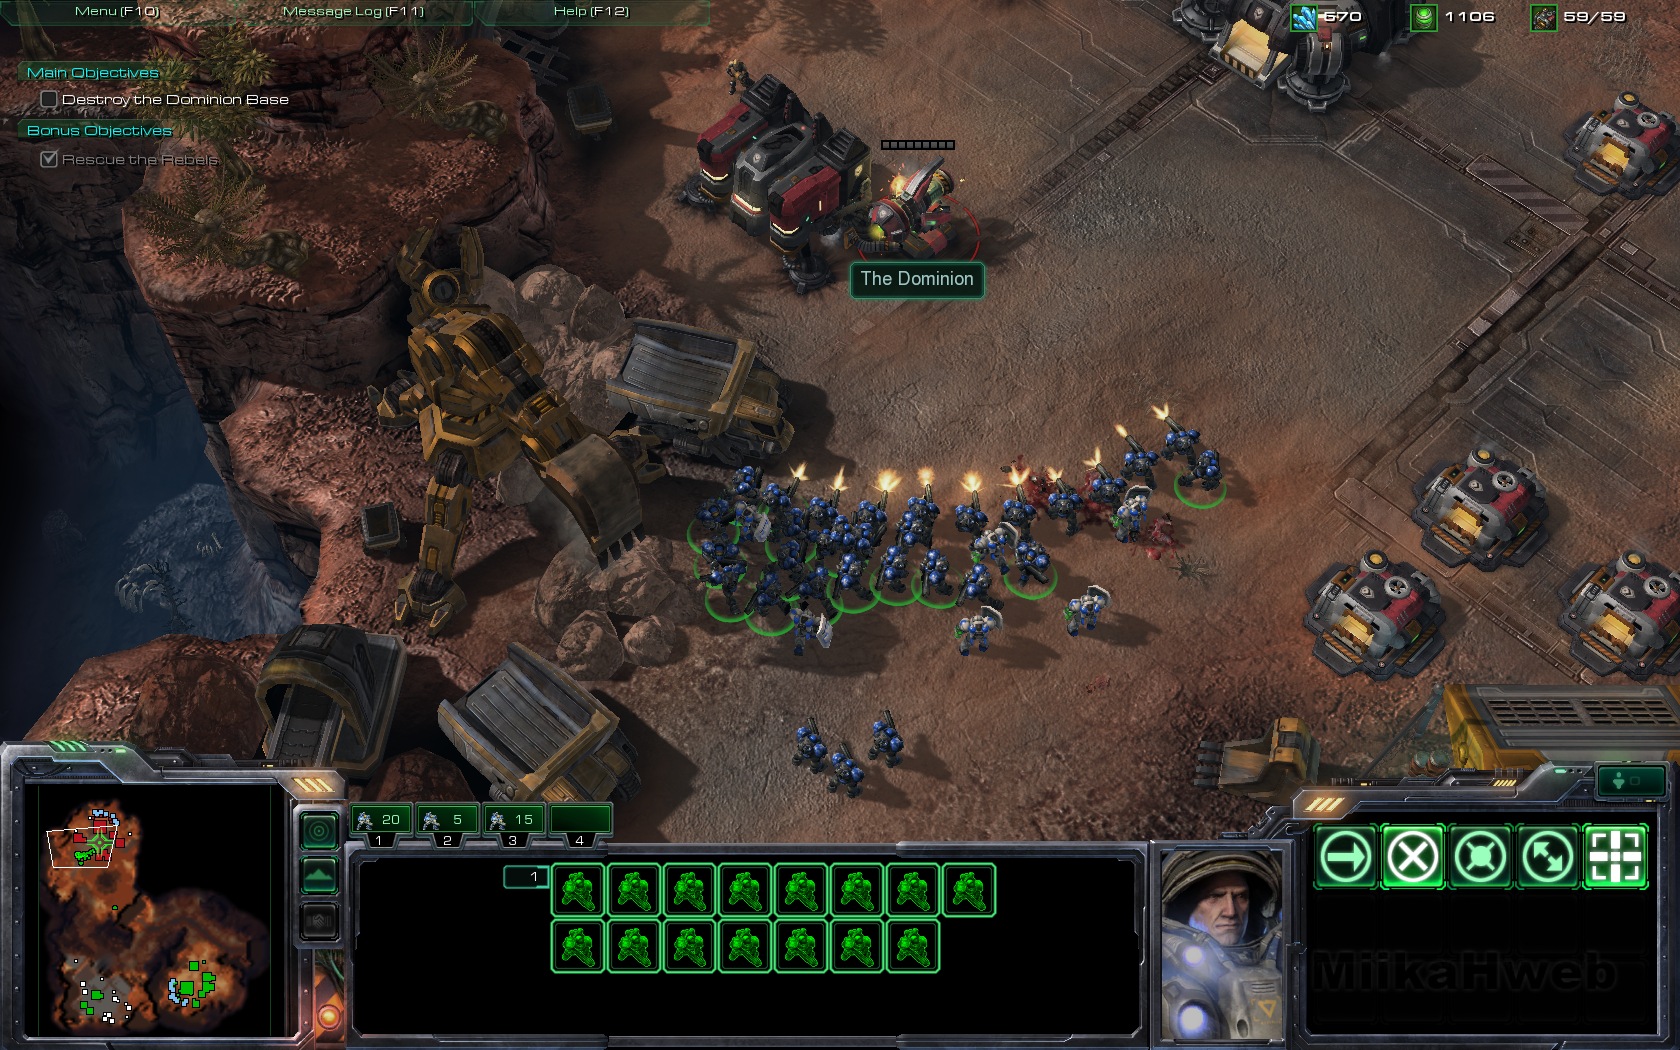 Menu (F10) Message Log (F11) Help (F12)
570 1106 59/59
Main Objectives
Destroy the Dominion Base
Bonus Objectives
Rescue the Rebels
The Dominion
20 5 15
1 2 3 4
1
MiikaHweb